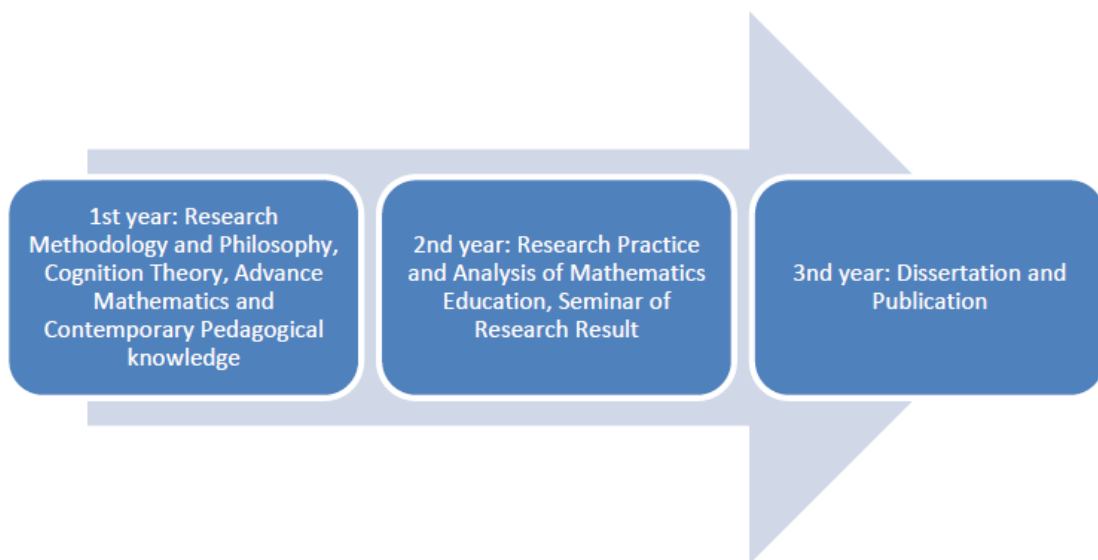 1st year: Research
Methodology and Philosophy,
Cognition Theory, Advance
Mathematics and
Contemporary Pedagogical
knowledge
2nd year: Research Practice
and Analysis of Mathematics
Education, Seminar of
Research Result
3nd year: Dissertation and
Publication